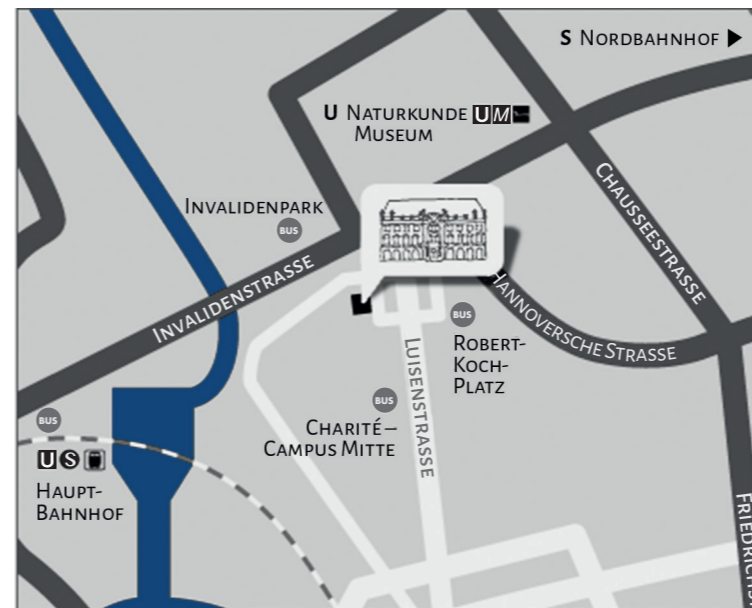 S NORDBAHNHOF
U NATURKUNDE U M
MUSEUM
CHAUSSEESTRASSE
INVALIDENPARK
BUS
INVALIDENSTRASSE
HANNOVERSCHE STRASSE
BUS
ROBERT-
KOCH-
PLATZ
LUISENSTRASSE
BUS
CHARITÉ –
CAMPUS MITTE
BUS
U S
HAUPT-
BAHNHOF
FRIEDRICHS